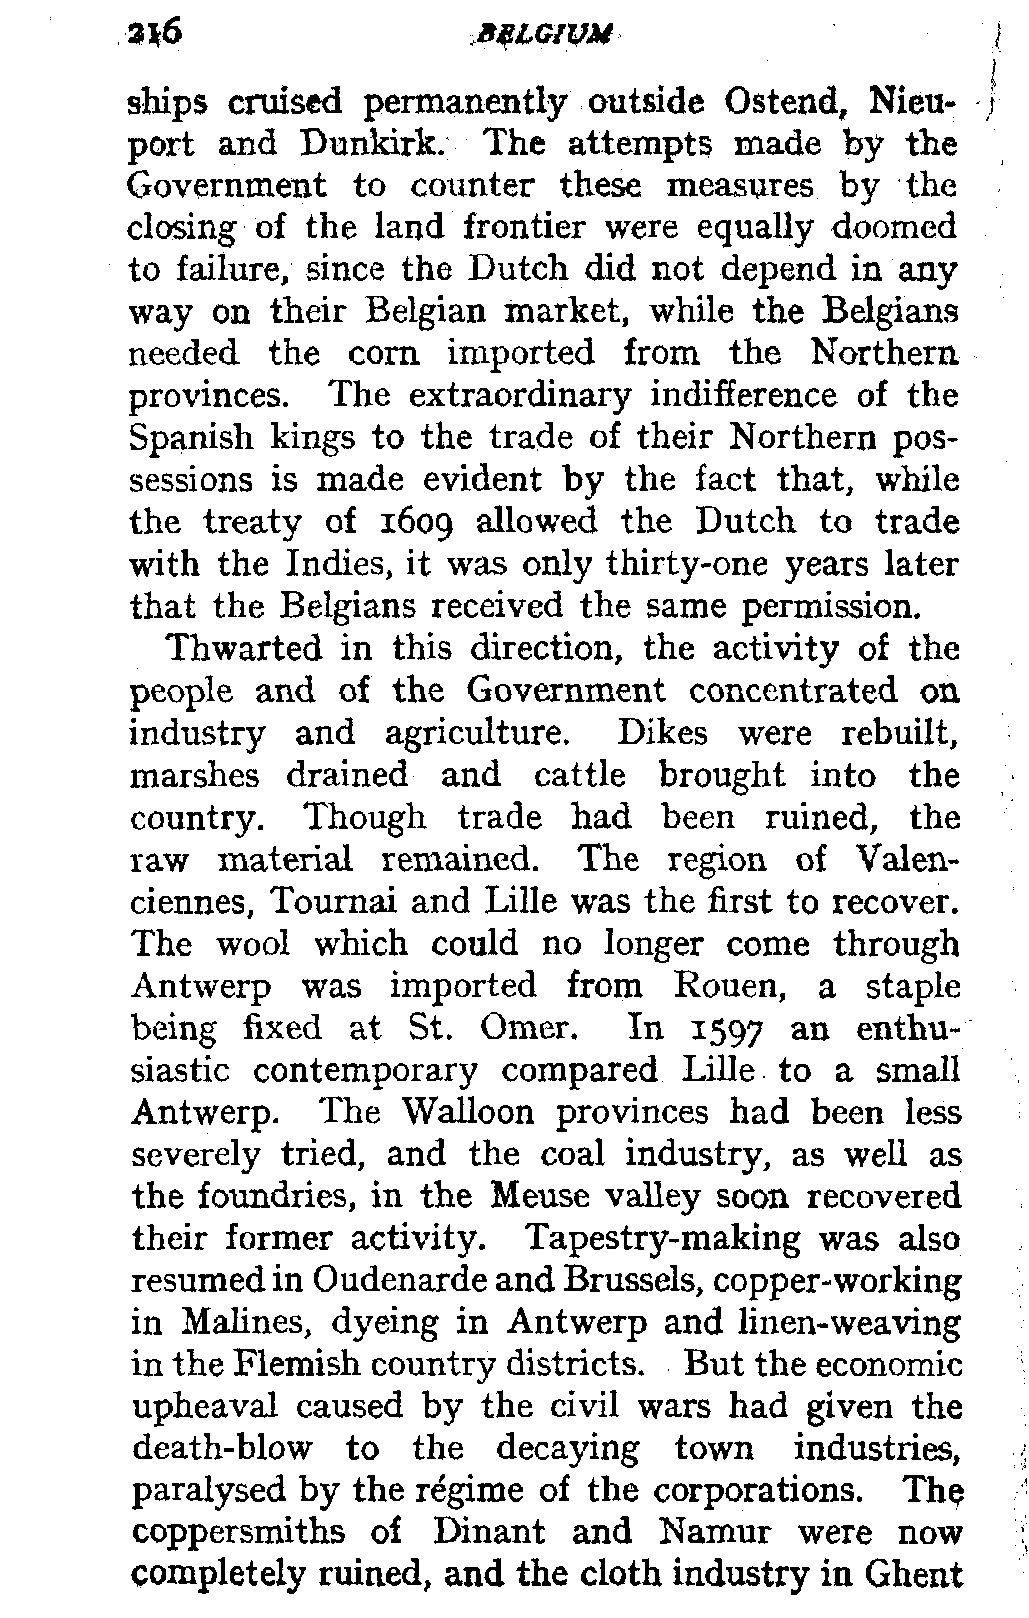 216 BELGIUM
ships cruised permanently outside Ostend, Nieu-
port and Dunkirk. The attempts made by the
Government to counter these measures by the
closing of the land frontier were equally doomed
to failure, since the Dutch did not depend in any
way on their Belgian market, while the Belgians
needed the corn imported from the Northern
provinces. The extraordinary indifference of the
Spanish kings to the trade of their Northern pos-
sessions is made evident by the fact that, while
the treaty of 1609 allowed the Dutch to trade
with the Indies, it was only thirty-one years later
that the Belgians received the same permission.
Thwarted in this direction, the activity of the
people and of the Government concentrated on
industry and agriculture. Dikes were rebuilt,
marshes drained and cattle brought into the
country. Though trade had been ruined, the
raw material remained. The region of Valen-
ciennes, Tournai and Lille was the first to recover.
The wool which could no longer come through
Antwerp was imported from Rouen, a staple
being fixed at St. Omer. In 1597 an enthu-
siastic contemporary compared Lille to a small
Antwerp. The Walloon provinces had been less
severely tried, and the coal industry, as well as
the foundries, in the Meuse valley soon recovered
their former activity. Tapestry-making was also
resumed in Oudenarde and Brussels, copper-working
in Malines, dyeing in Antwerp and linen-weaving
in the Flemish country districts. But the economic
upheaval caused by the civil wars had given the
death-blow to the decaying town industries,
paralysed by the régime of the corporations. The
coppersmiths of Dinant and Namur were now
completely ruined, and the cloth industry in Ghent